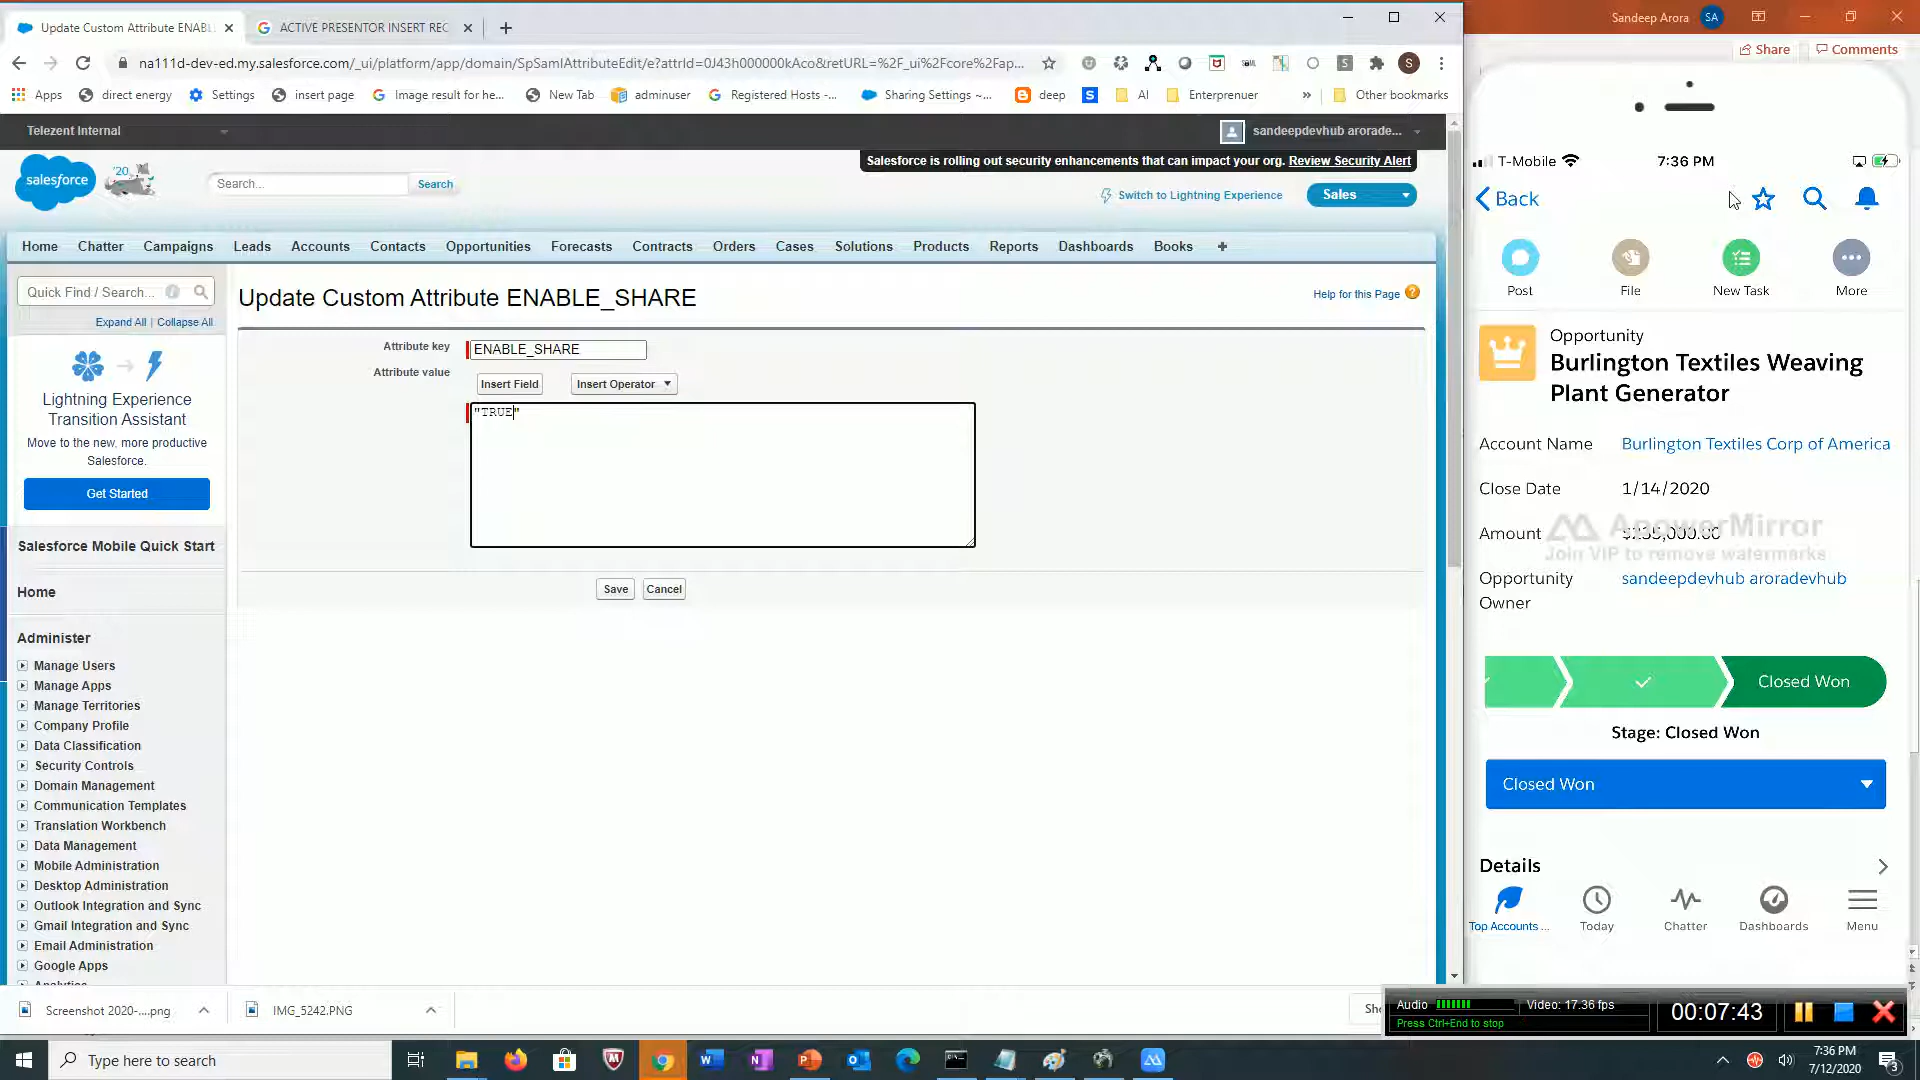 Update Custom Attribute ENABL
ACTIVE PRESENTOR INSERT REC
na111d-dev-ed.my.salesforce.com/_ui/platform/app/domain/SpSamlAttributeEdit/e?attrId=0J43h000000kAco&retURL=%2F_ui%2Fcore%2Fap...
Apps
direct energy
Settings
insert page
Image result for he...
New Tab
adminuser
Registered Hosts -...
Sharing Settings ~...
deep
AI
Enterprenuer
»
Other bookmarks
Telezent Internal
sandeepdevhub arorade...
Salesforce is rolling out security enhancements that can impact your org. Review Security Alert
salesforce
'20
Search...
Search
Switch to Lightning Experience
Sales
Home
Chatter
Campaigns
Leads
Accounts
Contacts
Opportunities
Forecasts
Contracts
Orders
Cases
Solutions
Products
Reports
Dashboards
Books
+
Quick Find / Search...
Expand All | Collapse All
Lightning Experience
Transition Assistant
Move to the new, more productive
Salesforce.
Get Started
Salesforce Mobile Quick Start
Home
Administer
Manage Users
Manage Apps
Manage Territories
Company Profile
Data Classification
Security Controls
Domain Management
Communication Templates
Translation Workbench
Data Management
Mobile Administration
Desktop Administration
Outlook Integration and Sync
Gmail Integration and Sync
Email Administration
Google Apps
Update Custom Attribute ENABLE_SHARE
Help for this Page
Attribute key
ENABLE_SHARE
Attribute value
Insert Field
Insert Operator
"TRUE"
Save
Cancel
Screenshot 2020-....png
IMG_5242.PNG
Sandeep Arora
SA
Share
Comments
T-Mobile
7:36 PM
Back
Post
File
New Task
More
Opportunity
Burlington Textiles Weaving
Plant Generator
Account Name
Burlington Textiles Corp of America
Close Date
1/14/2020
Amount
$235,000.00
ApowerMirror
Join VIP to remove watermarks
Opportunity
Owner
sandeepdevhub aroradevhub
Closed Won
Stage: Closed Won
Closed Won
Details
Top Accounts ...
Today
Chatter
Dashboards
Menu
Sh
Audio
Video: 17.36 fps
Press Ctrl+End to stop
00:07:43
Type here to search
7:36 PM
7/12/2020
3